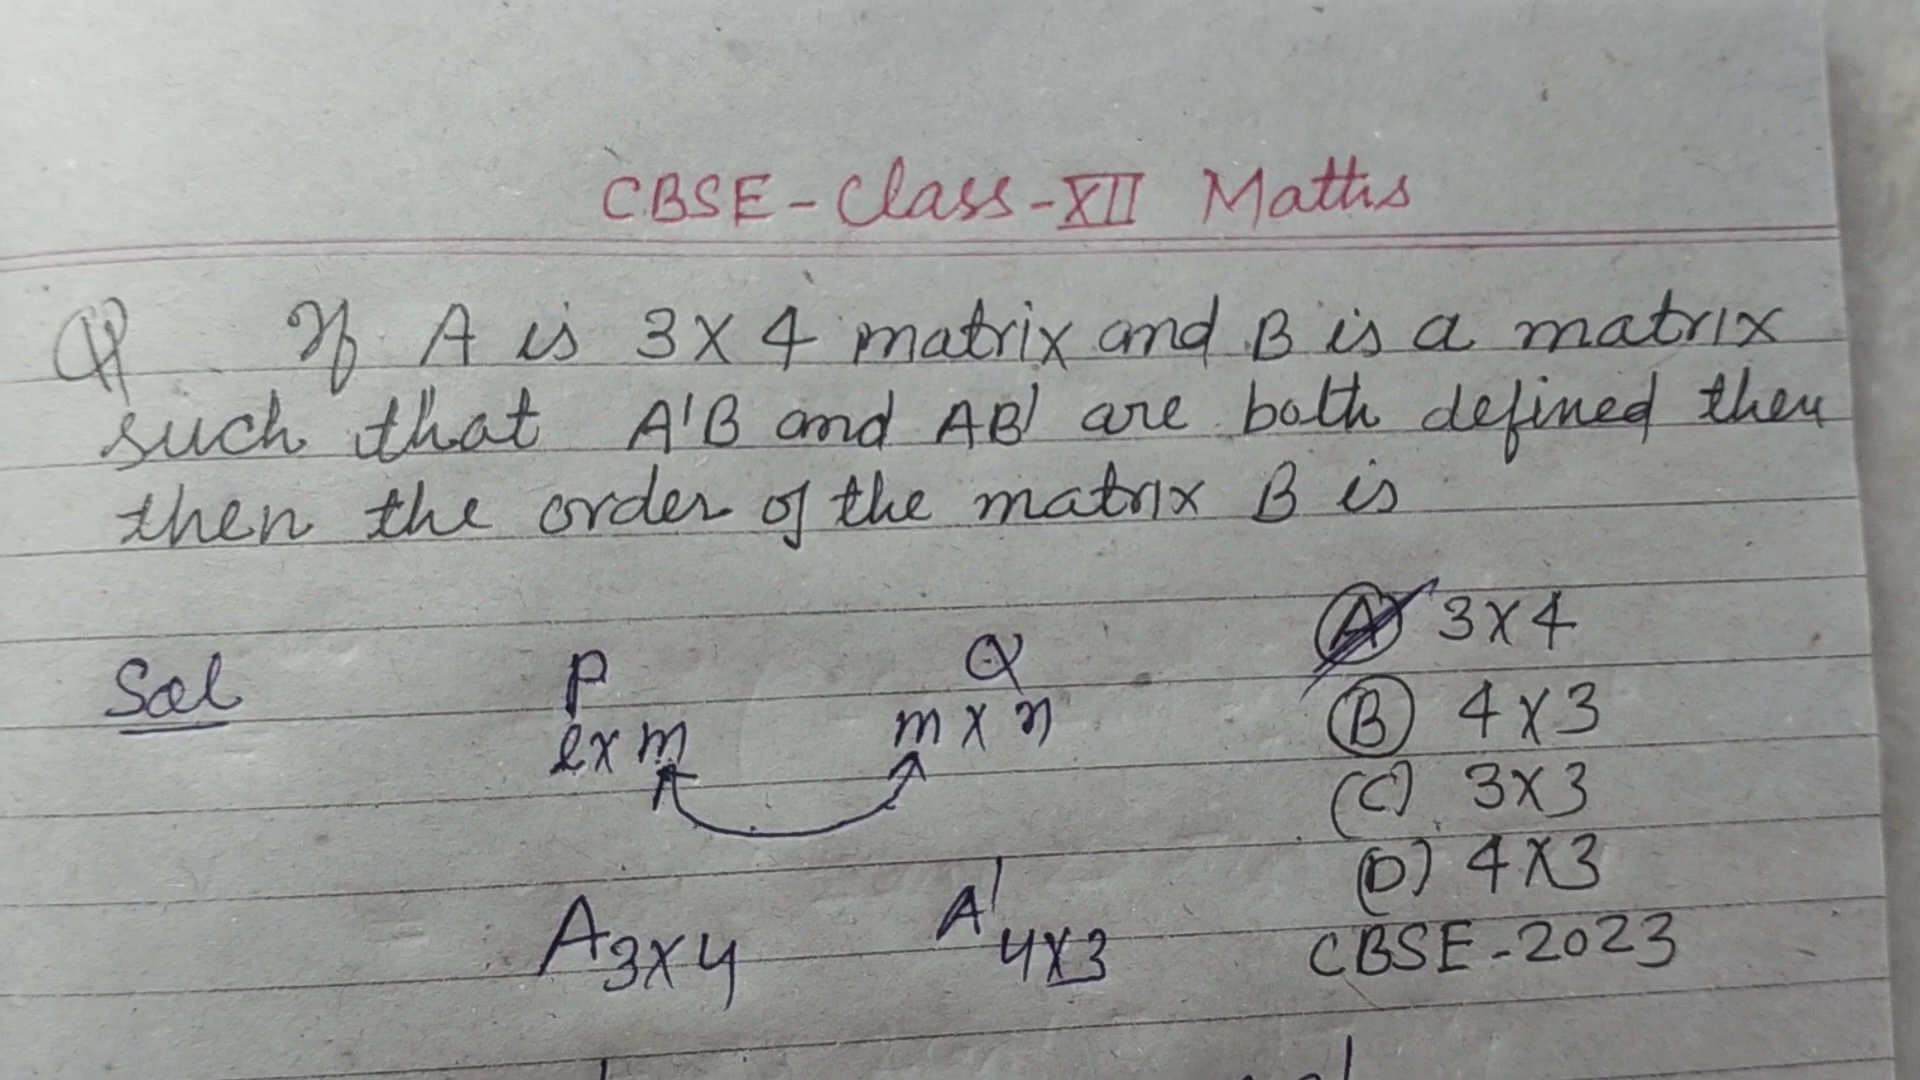 CBSE-Class-XII Maths
Q If A is 3×4 matrix and B is a matrix
such that A'B and AB' are both defined then
then the order of the matrix B is
Sol
P Q
l×m m×n
(A) 3×4
(B) 4×3
(C) 3×3
(D) 4×3
A3×4 A'4×3
CBSE-2023